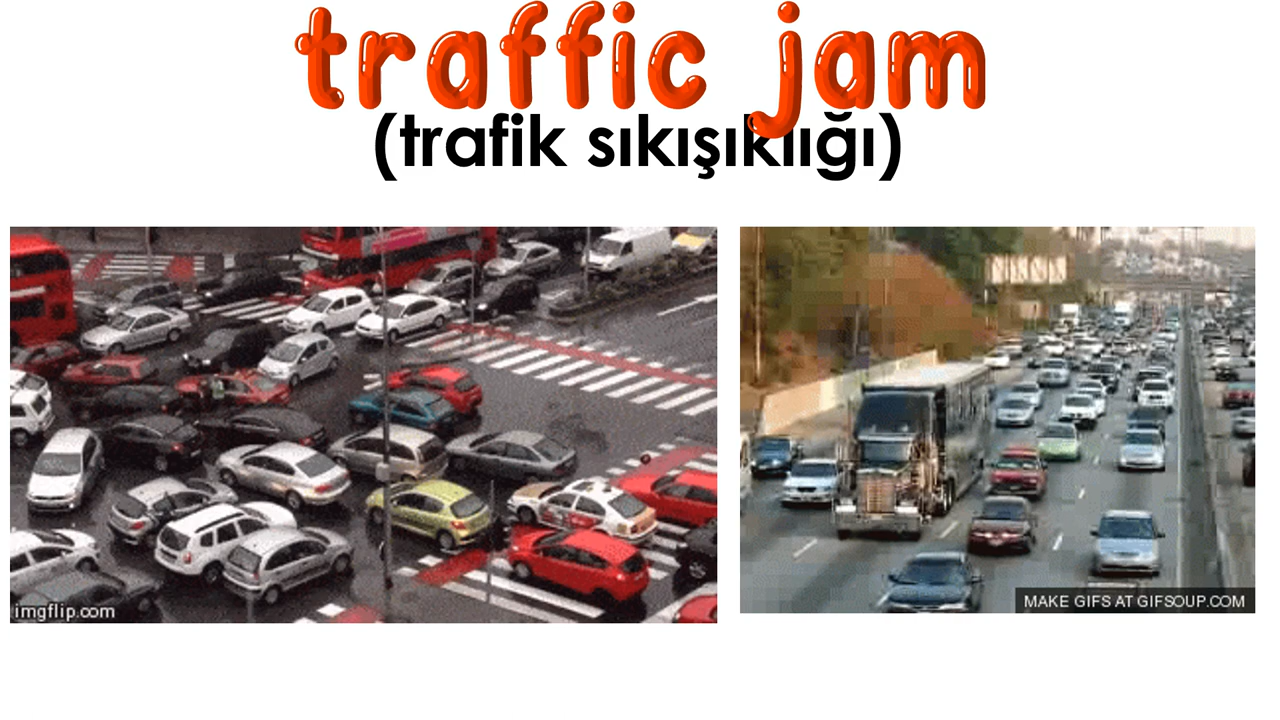 traffic jam
(trafik sıkışıklığı)
imgflip.com
MAKE GIFS AT GIFSOUP.COM